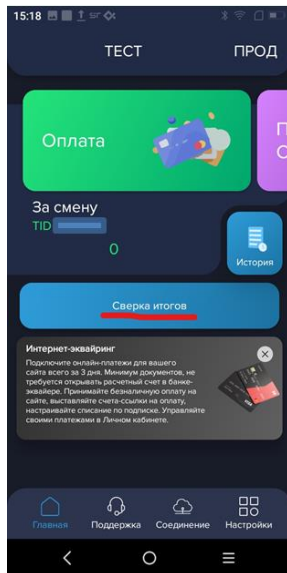 15:18
ТЕСТ ПРОД
Оплата
За смену
TID
0
История
Сверка итогов
Интернет-эквайринг
Подключите онлайн-платежи для вашего
сайта всего за 3 дня. Минимум документов, не
требуется открывать расчетный счет в банке-
эквайере. Принимайте безналичную оплату на
сайте, выставляйте счета-ссылки на оплату,
настраивайте списание по подписке. Управляйте
своими платежами в Личном кабинете.
Главная Поддержка Соединение Настройки